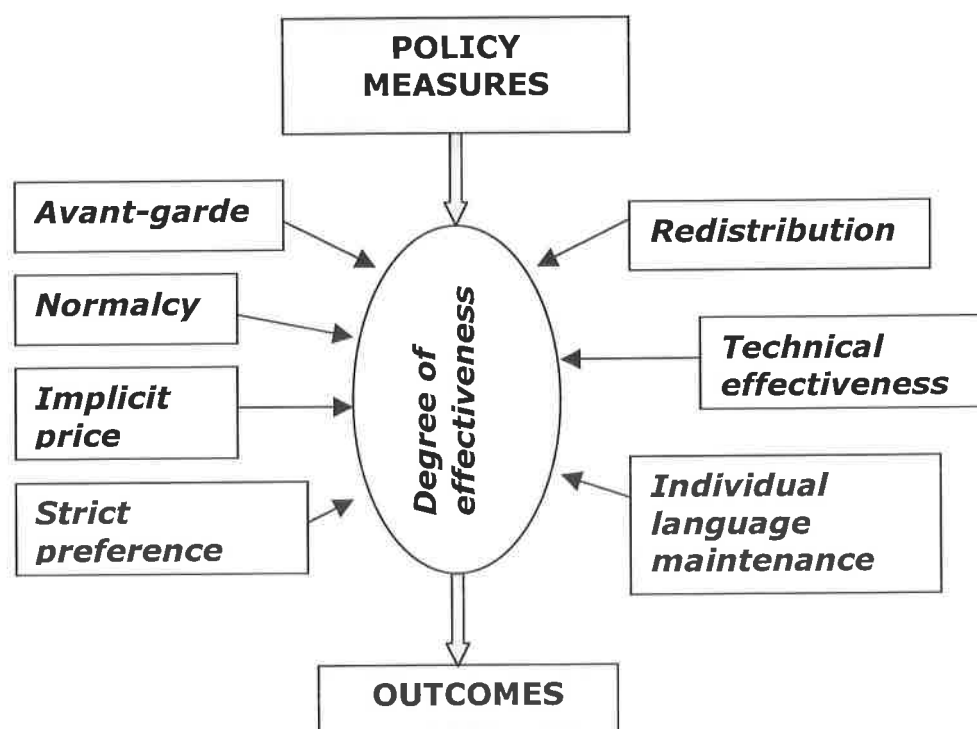 POLICY
MEASURES
Avant-garde
Normalcy
Implicit
price
Strict
preference
Degree of
effectiveness
Redistribution
Technical
effectiveness
Individual
language
maintenance
OUTCOMES